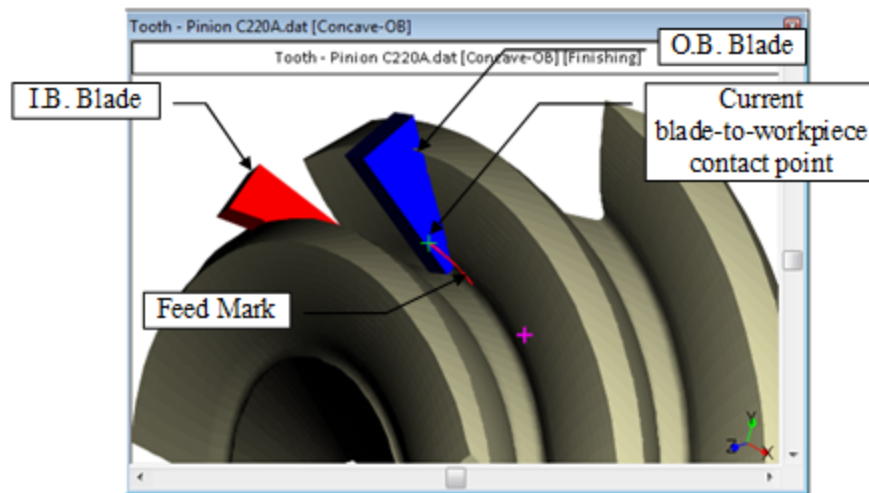 Tooth - Pinion C220A.dat [Concave-OB]
Tooth - Pinion C220A.dat [Concave-OB] [Finishing]
O.B. Blade
I.B. Blade
Current
blade-to-workpiece
contact point
Feed Mark
Y
Z
X